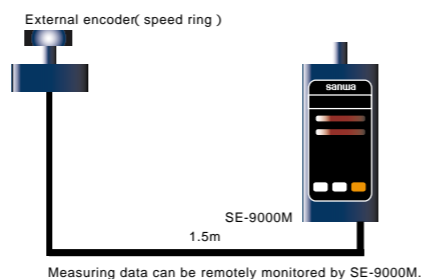 External encoder( speed ring )
sanwa
SE-9000M
1.5m
Measuring data can be remotely monitored by SE-9000M.